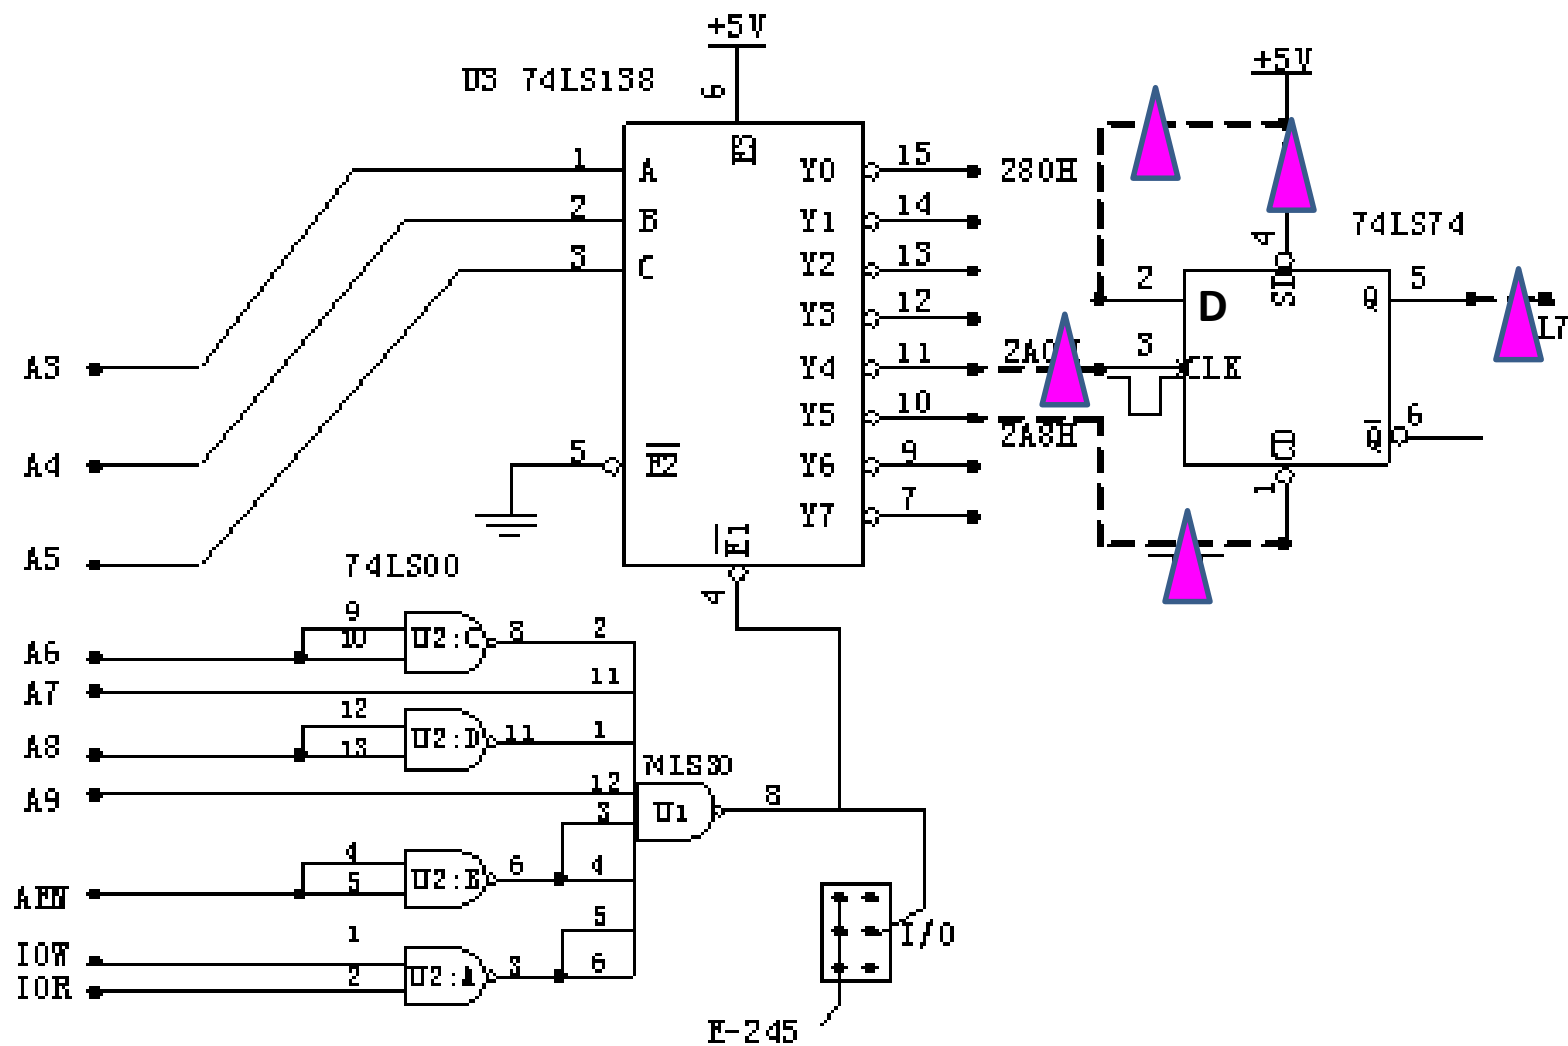 +5V
U3 74LS138
6
+5V
E3
1 A Y0 15 280H
2 B Y1 14
3 C Y2 13
4 SD 74LS74
2 D Q 5
Y3 12
A3 Y4 11 3 CLK
L7
Y5 10 2A8H
CD Q 6
A4 5 E2 Y6 9
1
Y7 7
E1
A5
74LS00
4
9
10 U2:C 8 2
A6
A7 11
12
A8 13 U2:D 11 1
74LS30
A9 12
3 U1 8
4
5 U2:B 6 4
AEN
1 5
IOW
IOR 2 U2:A 3 6
I/O
E-245